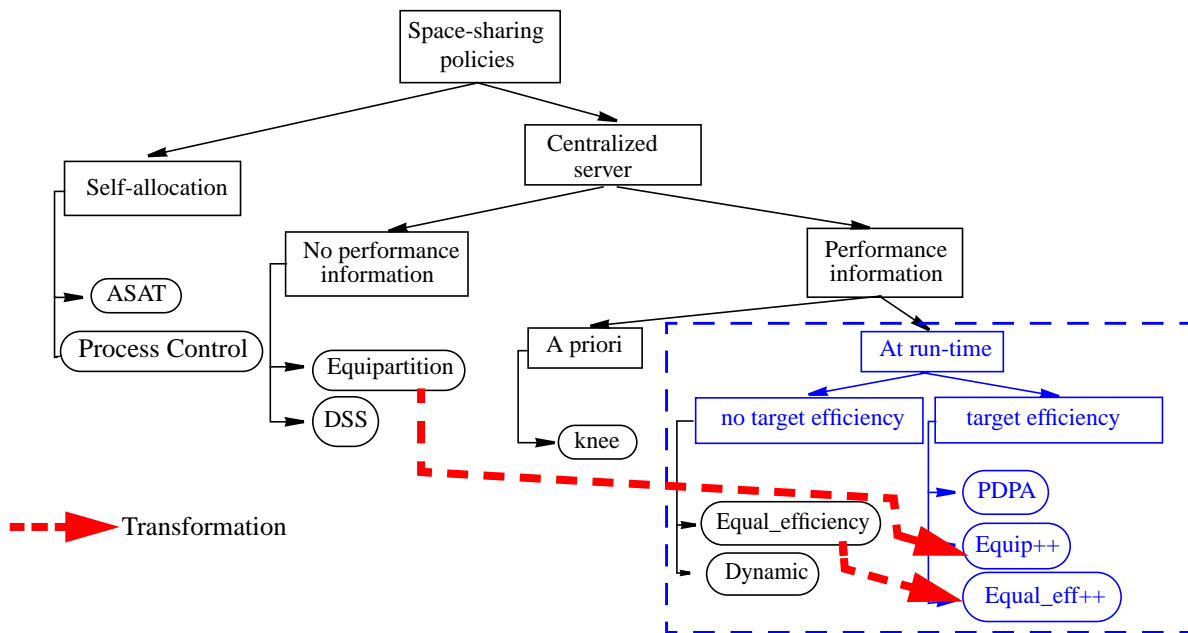 Space-sharing
policies
Centralized
server
Self-allocation
No performance
information
Performance
information
ASAT
Process Control
A priori
At run-time
Equipartition
DSS
knee
no target efficiency
target efficiency
PDPA
Equal_efficiency
Equip++
Dynamic
Equal_eff++
Transformation